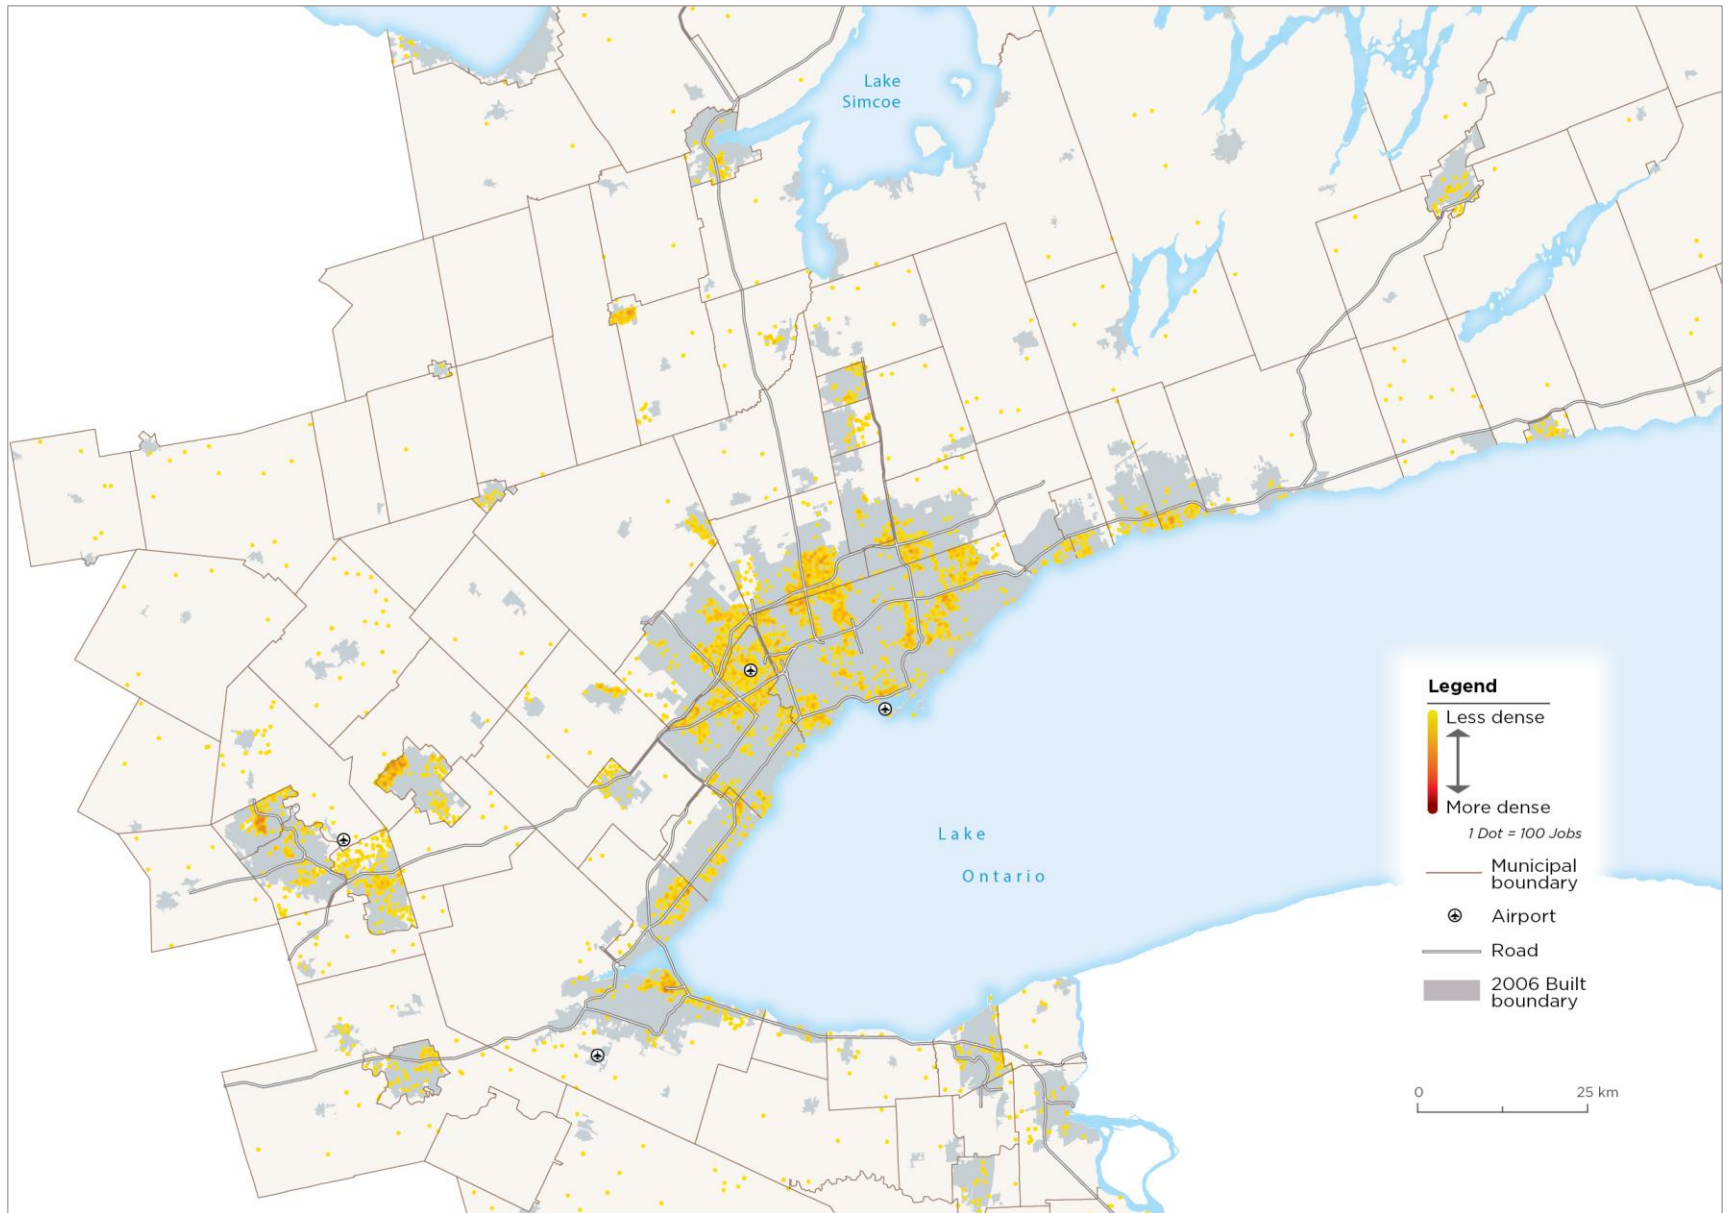 Lake
Simcoe
Lake
Ontario
Legend
Less dense
More dense
1 Dot = 100 Jobs
Municipal
boundary
Airport
Road
2006 Built
boundary
0 25 km